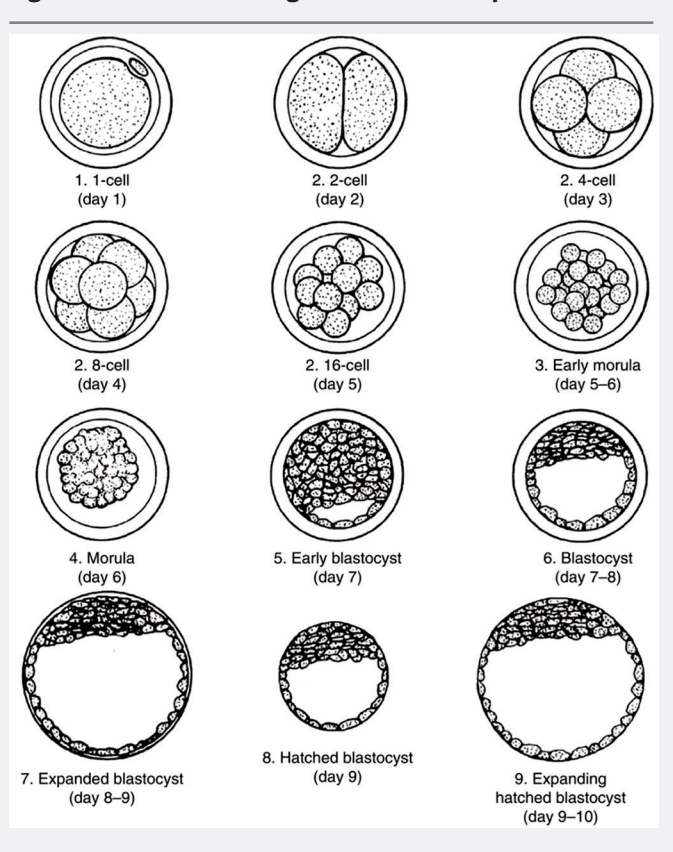 1. 1-cell
(day 1)
2. 2-cell
(day 2)
2. 4-cell
(day 3)
2. 8-cell
(day 4)
2. 16-cell
(day 5)
3. Early morula
(day 5–6)
4. Morula
(day 6)
5. Early blastocyst
(day 7)
6. Blastocyst
(day 7–8)
7. Expanded blastocyst
(day 8–9)
8. Hatched blastocyst
(day 9)
9. Expanding
hatched blastocyst
(day 9–10)